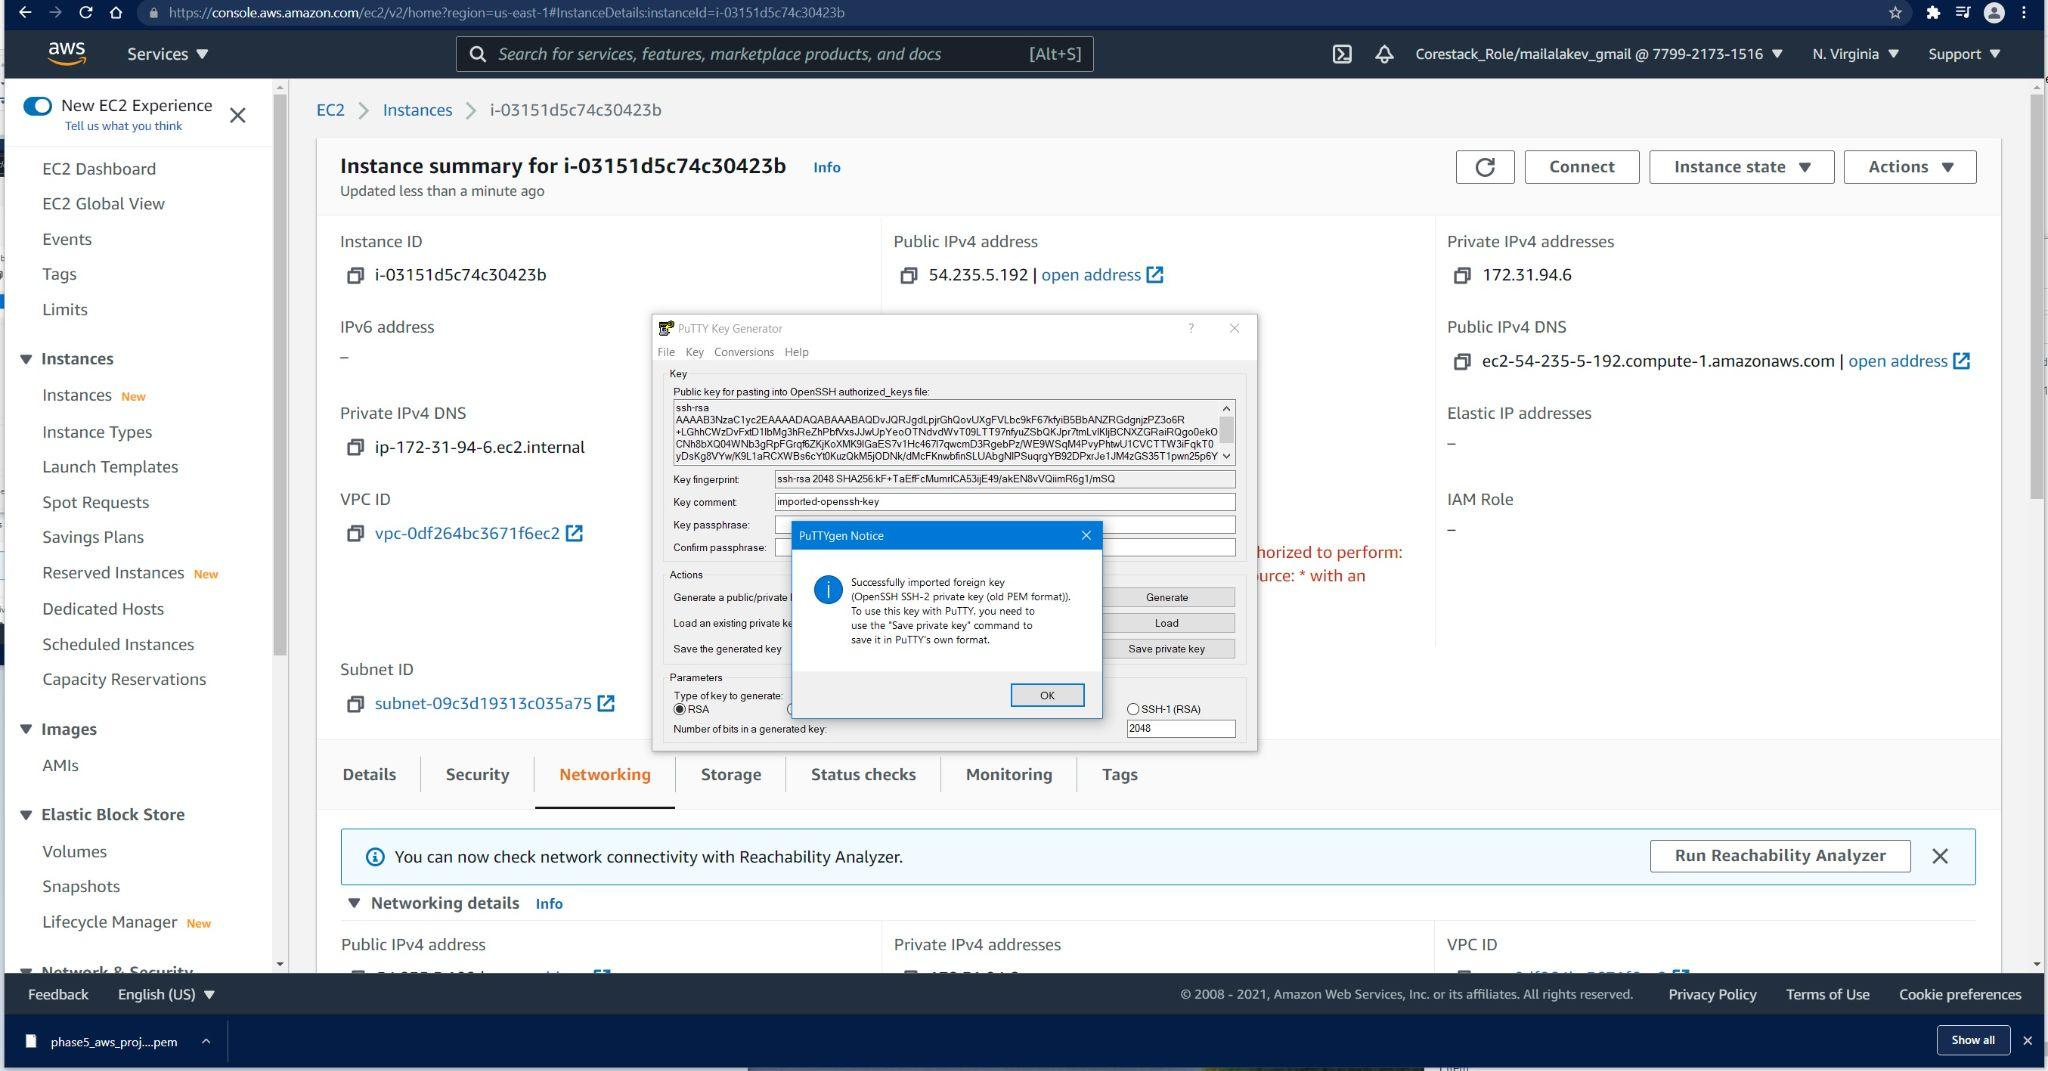 https://console.aws.amazon.com/ec2/v2/home?region=us-east-1#InstanceDetails:instanceId=i-03151d5c74c30423b
aws
Services
Search for services, features, marketplace products, and docs [Alt+S]
Corestack_Role/mailalakev_gmail @ 7799-2173-1516
N. Virginia
Support
New EC2 Experience
Tell us what you think
EC2 Dashboard
EC2 Global View
Events
Tags
Limits
Instances
Instances New
Instance Types
Launch Templates
Spot Requests
Savings Plans
Reserved Instances New
Dedicated Hosts
Scheduled Instances
Capacity Reservations
Images
AMIs
Elastic Block Store
Volumes
Snapshots
Lifecycle Manager New
Network & Security
EC2 > Instances > i-03151d5c74c30423b
Instance summary for i-03151d5c74c30423b Info
Updated less than a minute ago
Connect
Instance state
Actions
Instance ID
i-03151d5c74c30423b
Public IPv4 address
54.235.5.192 | open address
Private IPv4 addresses
172.31.94.6
IPv6 address
–
Public IPv4 DNS
ec2-54-235-5-192.compute-1.amazonaws.com | open address
Private IPv4 DNS
ip-172-31-94-6.ec2.internal
Elastic IP addresses
–
VPC ID
vpc-0df264bc3671f6ec2
IAM Role
–
horized to perform:
urce: * with an
Subnet ID
subnet-09c3d19313c035a75
PuTTY Key Generator
? ×
File Key Conversions Help
Key
Public key for pasting into OpenSSH authorized_keys file:
ssh-rsa
Key fingerprint:
ssh-rsa 2048 SHA256:kF+TaEfFcMumrlCA53ijE49/akEN8vVQiimR6g1/mSQ
Key comment:
imported-openssh-key
Key passphrase:
Confirm passphrase:
Actions
Generate a public/private
Generate
Load an existing private ke
Load
Save the generated key
Save private key
Parameters
Type of key to generate:
RSA
SSH-1 (RSA)
Number of bits in a generated key:
2048
PuTTYgen Notice
Successfully imported foreign key
(OpenSSH SSH-2 private key (old PEM format)).
To use this key with PuTTY, you need to
use the "Save private key" command to
save it in PuTTY's own format.
OK
Details
Security
Networking
Storage
Status checks
Monitoring
Tags
You can now check network connectivity with Reachability Analyzer.
Run Reachability Analyzer
Networking details Info
Public IPv4 address
Private IPv4 addresses
VPC ID
Feedback
English (US)
© 2008 - 2021, Amazon Web Services, Inc. or its affiliates. All rights reserved.
Privacy Policy
Terms of Use
Cookie preferences
phase5_aws_proj....pem
Show all